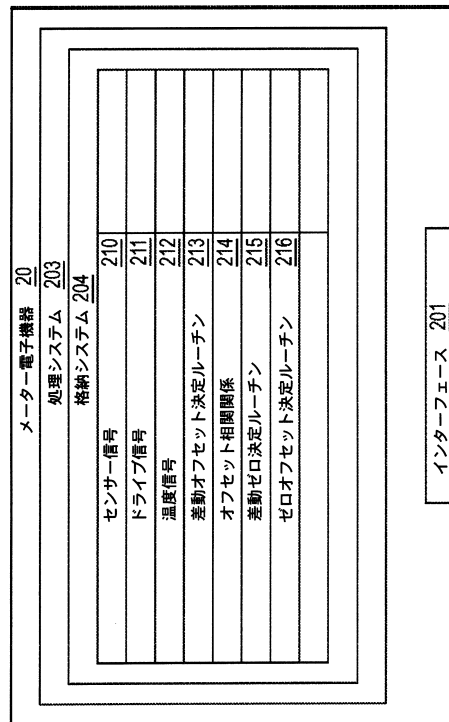 メーター電子機器 20
処理システム 203
格納システム 204
センサー信号 210
ドライブ信号 211
温度信号 212
差動オフセット決定ルーチン 213
オフセット相関関係 214
差動ゼロ決定ルーチン 215
ゼロオフセット決定ルーチン 216
インターフェース 201